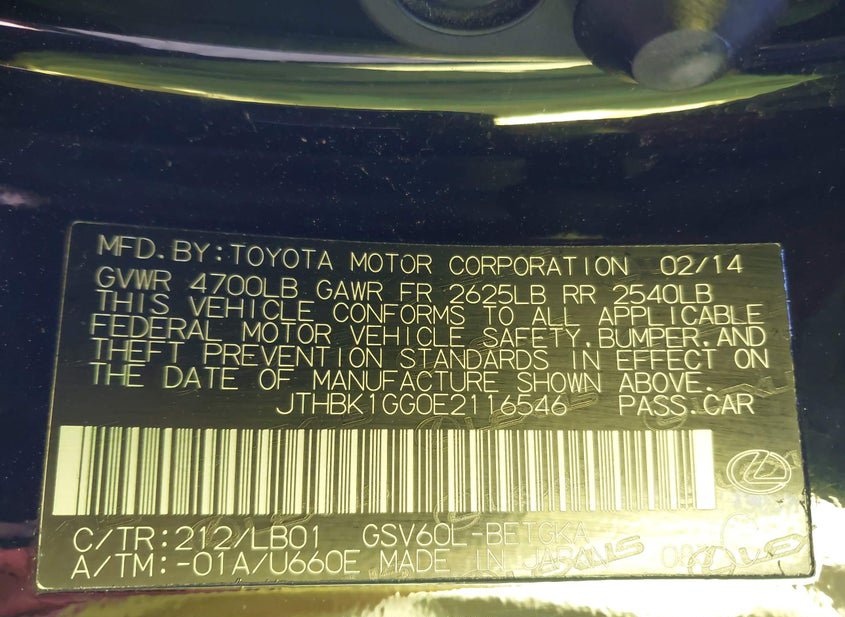 MFD.BY:TOYOTA MOTOR CORPORATION 02/14
GVWR 4700LB GAWR FR 2625LB RR 2540LB
THIS VEHICLE CONFORMS TO ALL APPLICABLE
FEDERAL MOTOR VEHICLE SAFETY,BUMPER,AND
THEFT PREVENTION STANDARDS IN EFFECT ON
THE DATE OF MANUFACTURE SHOWN ABOVE.
JTHBK1GG0E2116546 PASS.CAR
C/TR:212/LB01 GSV60L-BETGKA
A/TM:-01A/U660E MADE IN JAPAN